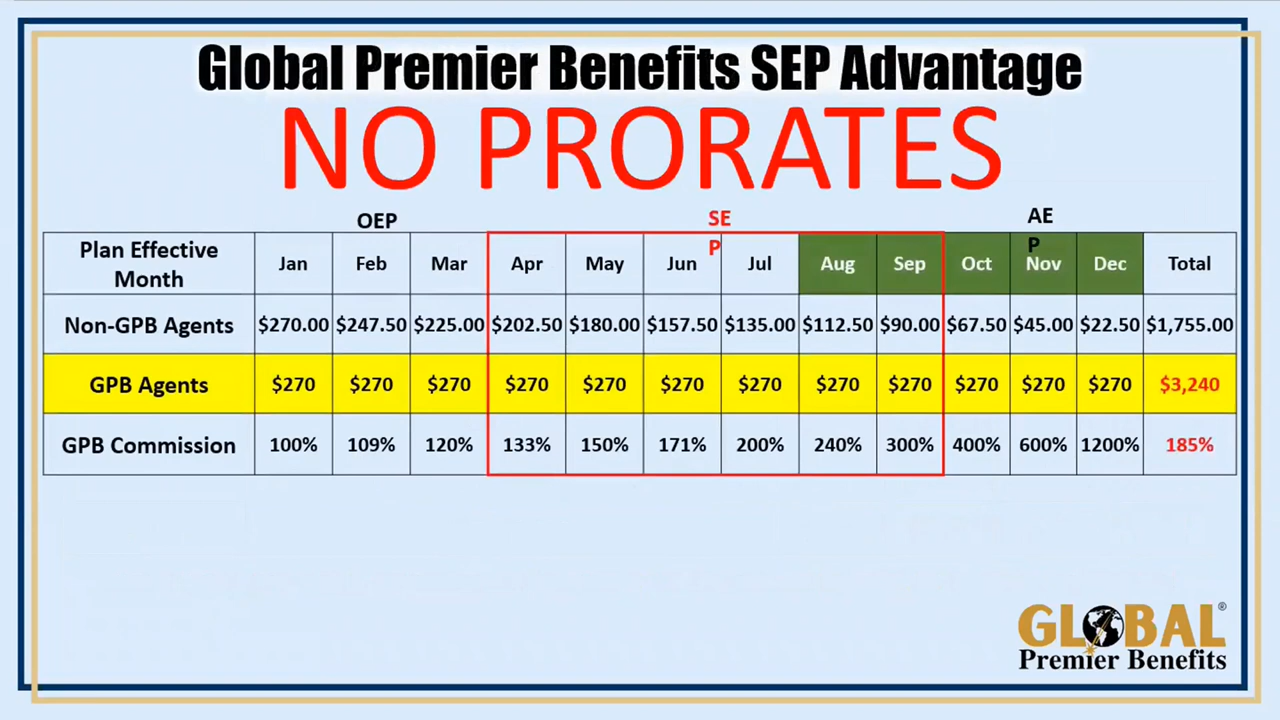 Global Premier Benefits SEP Advantage
NO PRORATES
OEP SE AE
P P
Plan Effective Month Jan Feb Mar Apr May Jun Jul Aug Sep Oct Nov Dec Total
Non-GPB Agents $270.00 $247.50 $225.00 $202.50 $180.00 $157.50 $135.00 $112.50 $90.00 $67.50 $45.00 $22.50 $1,755.00
GPB Agents $270 $270 $270 $270 $270 $270 $270 $270 $270 $270 $270 $270 $3,240
GPB Commission 100% 109% 120% 133% 150% 171% 200% 240% 300% 400% 600% 1200% 185%
GLOBAL®
Premier Benefits